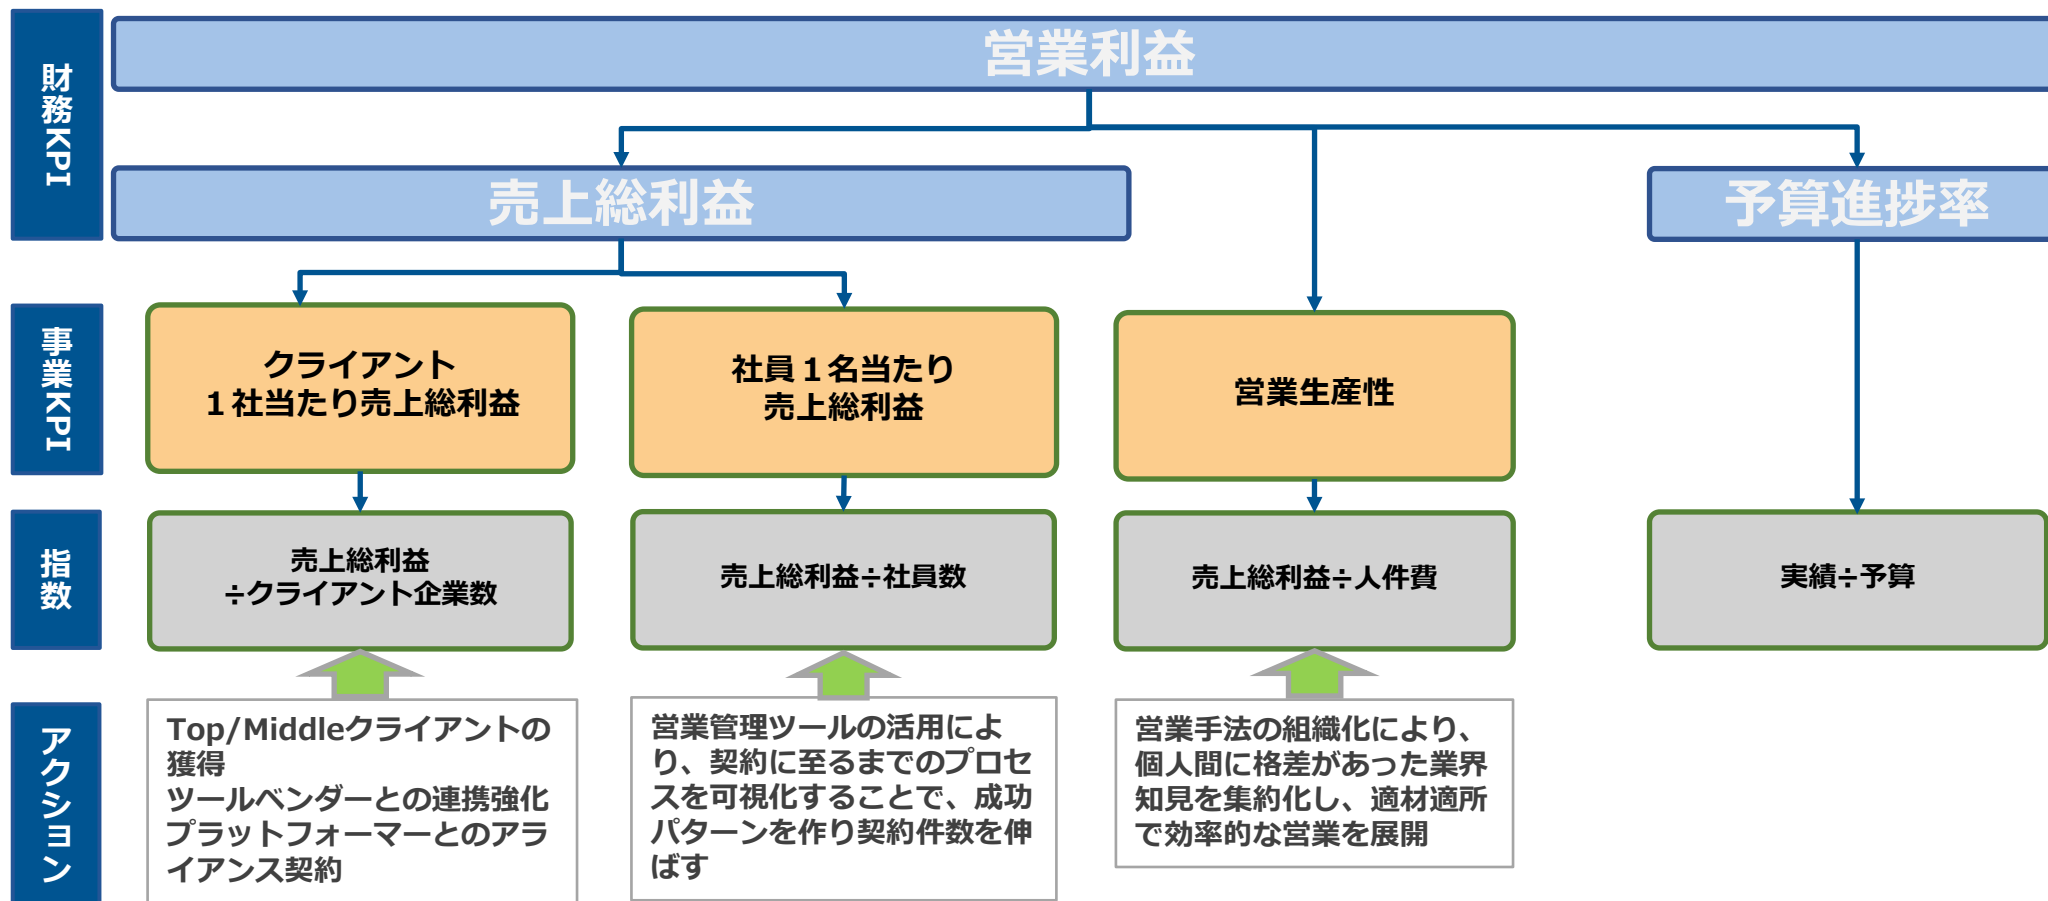 財務KPI
営業利益
売上総利益
予算進捗率
事業KPI
クライアント
１社当たり売上総利益
社員１名当たり
売上総利益
営業生産性
指数
売上総利益
÷クライアント企業数
売上総利益÷社員数
売上総利益÷人件費
実績÷予算
アクション
Top/Middleクライアントの
獲得
ツールベンダーとの連携強化
プラットフォーマーとのアラ
イアンス契約
営業管理ツールの活用によ
り、契約に至るまでのプロセ
スを可視化することで、成功
パターンを作り契約件数を伸
ばす
営業手法の組織化により、
個人間に格差があった業界
知見を集約化し、適材適所
で効率的な営業を展開